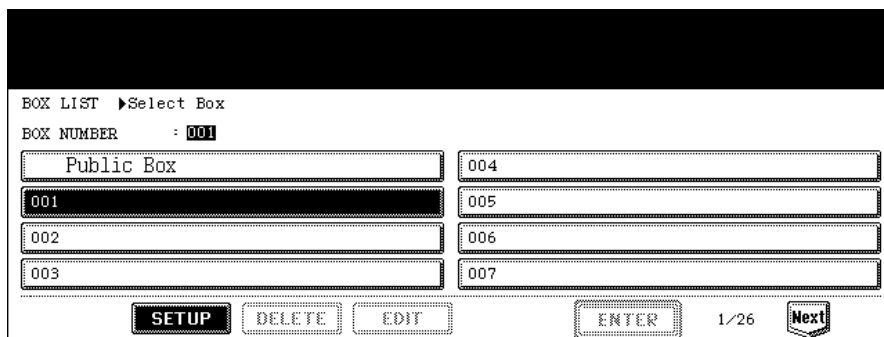 BOX LIST ▶Select Box
BOX NUMBER : 001
Public Box
004
001
005
002
006
003
007
SETUP DELETE EDIT ENTER 1/26 Next